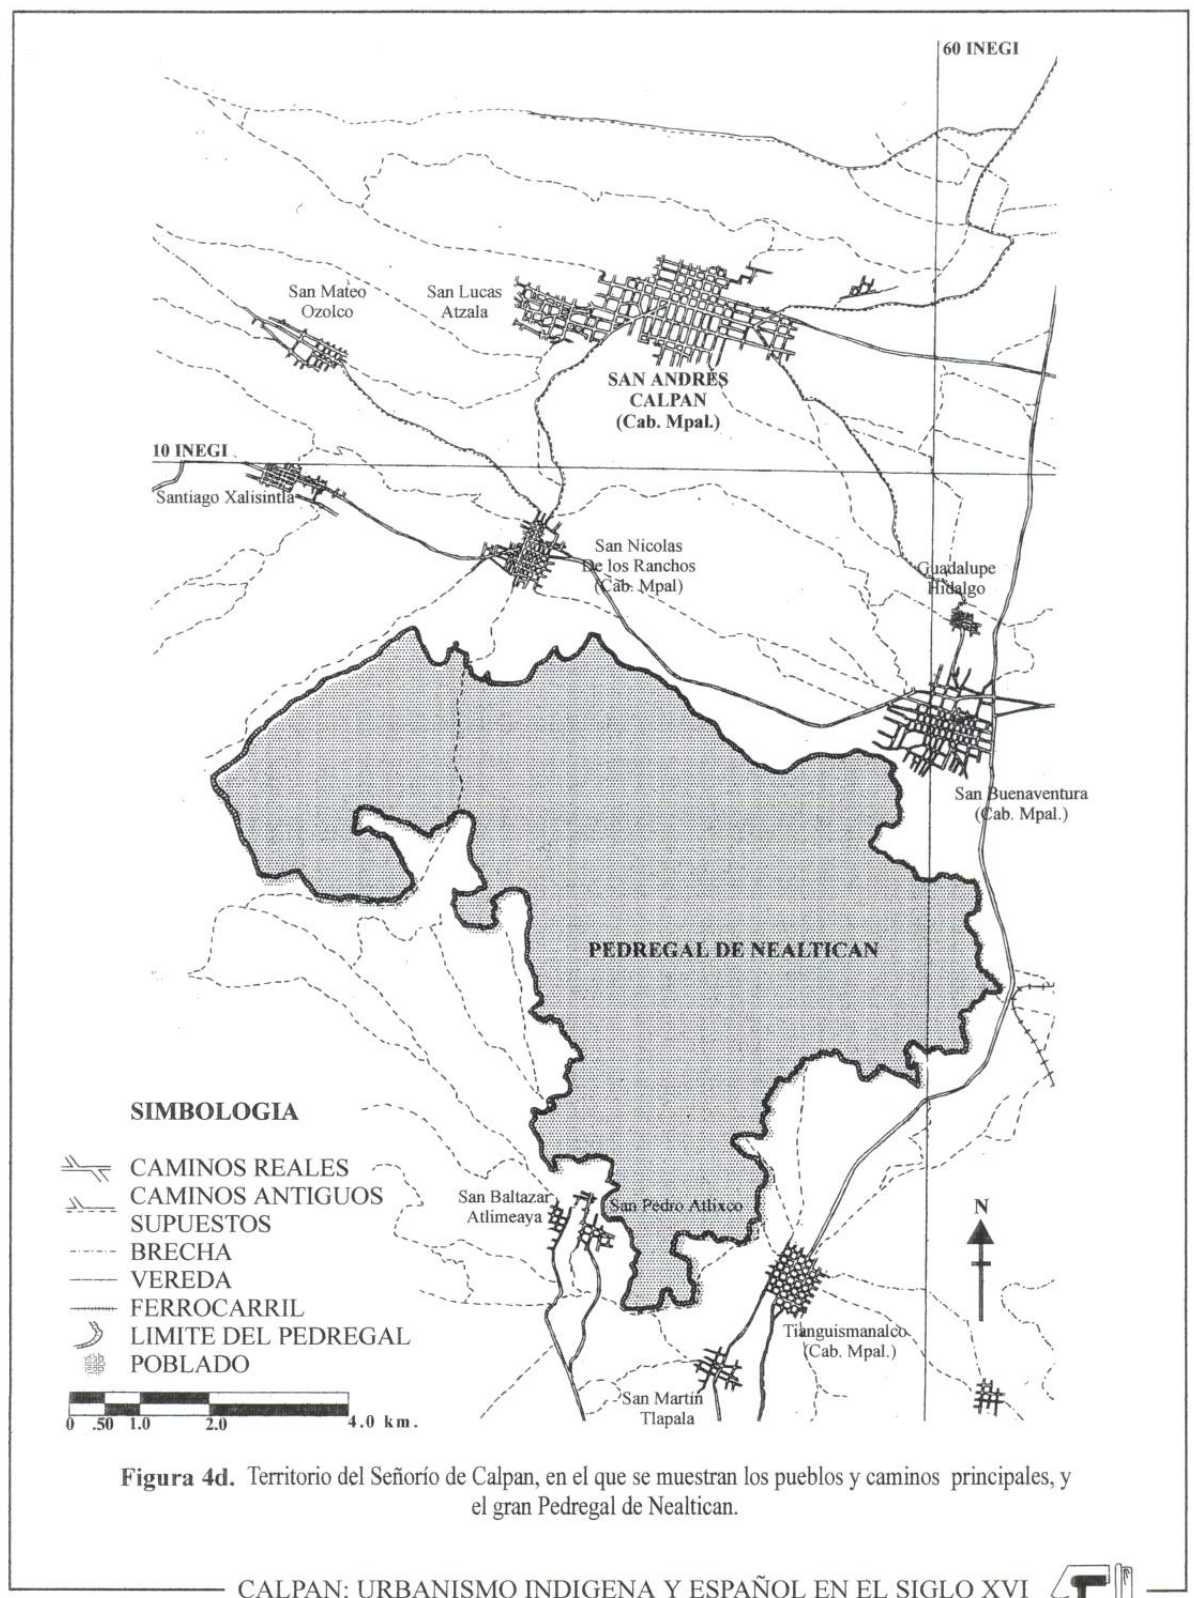 60 INEGI
San Mateo
Ozolco
San Lucas
Atzala
SAN ANDRES
CALPAN
(Cab. Mpal.)
10 INEGI
Santiago Xalisintla
San Nicolas
De los Ranchos
(Cab. Mpal)
Guadalupe
Hidalgo
San Buenaventura
(Cab. Mpal.)
PEDREGAL DE NEALTICAN
SIMBOLOGIA
CAMINOS REALES
CAMINOS ANTIGUOS
SUPUESTOS
BRECHA
VEREDA
FERROCARRIL
LIMITE DEL PEDREGAL
POBLADO
0 .50 1.0 2.0 4.0 km.
San Baltazar
Atlimeaya
San Pedro Atlixco
N
Tianguismanalco
(Cab. Mpal.)
San Martín
Tlapala
Figura 4d. Territorio del Señorío de Calpan, en el que se muestran los pueblos y caminos principales, y
el gran Pedregal de Nealtican.
CALPAN: URBANISMO INDIGENA Y ESPAÑOL EN EL SIGLO XVI